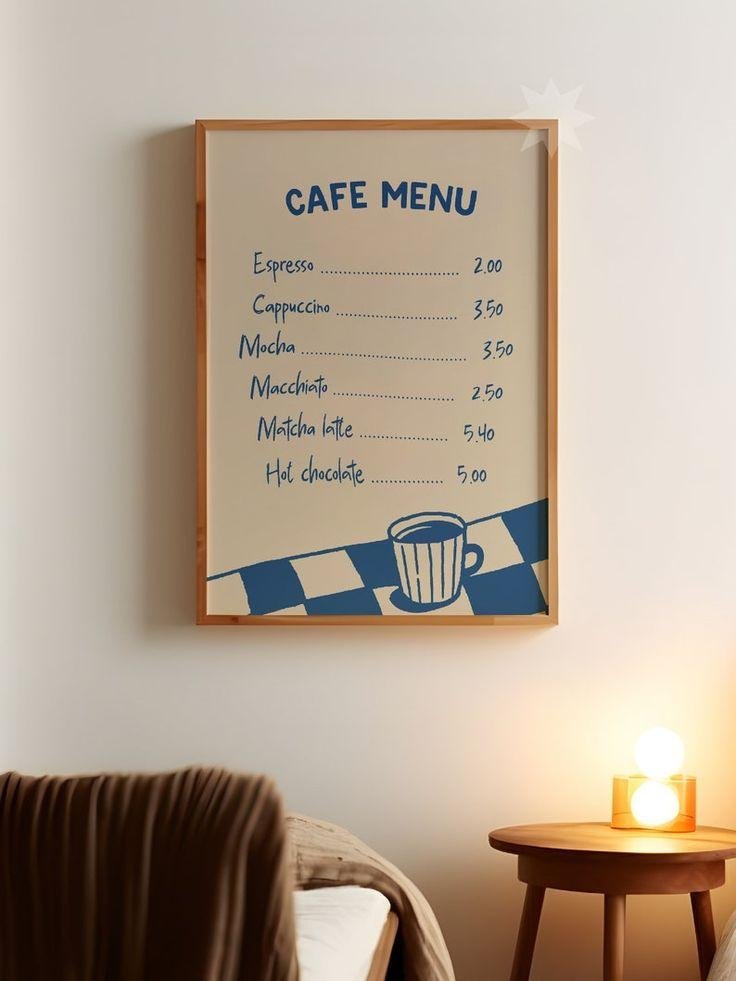 CAFE MENU
Espresso ........................................ 2.00
Cappuccino ................................... 3.50
Mocha ................................................ 3.50
Macchiato ................................... 2.50
Matcha latte ......................... 5.40
Hot chocolate .................... 5.00